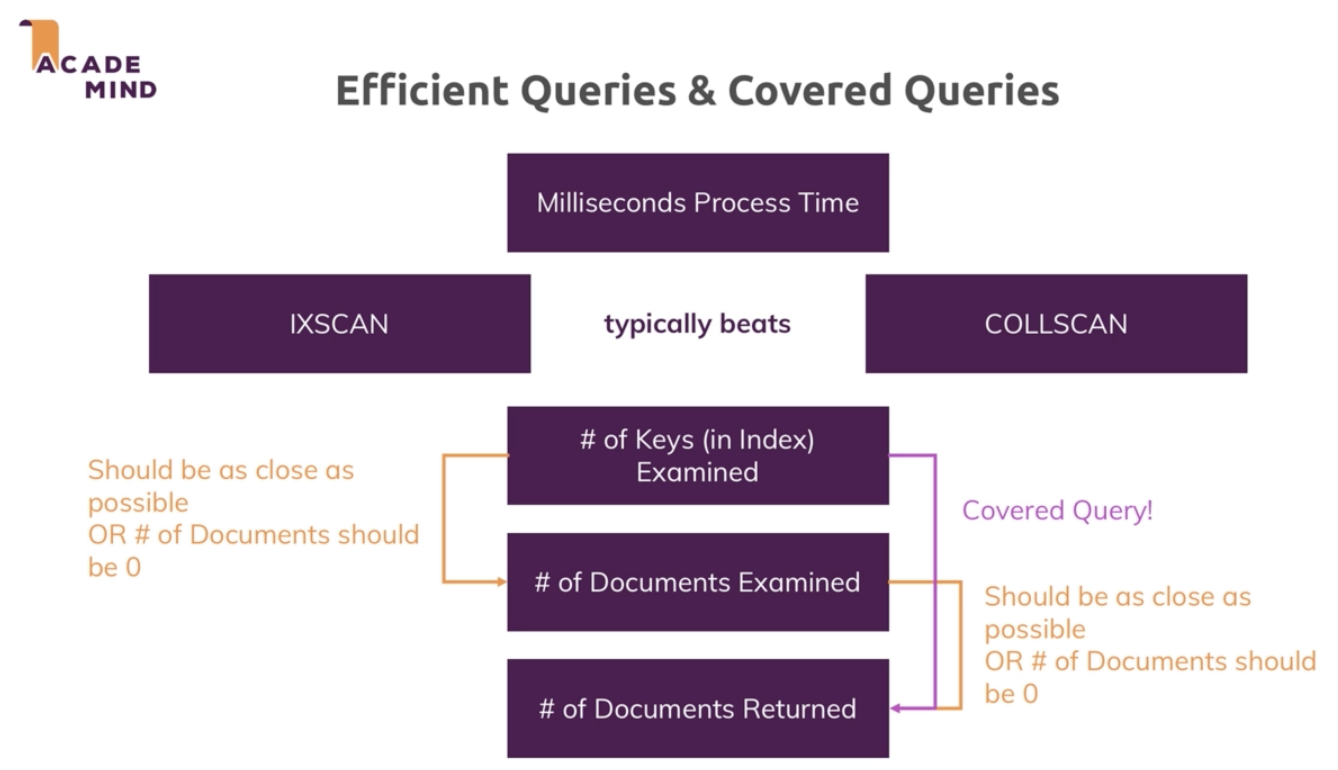 ACADE
MIND
Efficient Queries & Covered Queries
Milliseconds Process Time
IXSCAN
typically beats
COLLSCAN
# of Keys (in Index)
Examined
Should be as close as
possible
OR # of Documents should
be 0
Covered Query!
# of Documents Examined
Should be as close as
possible
OR # of Documents should
be 0
# of Documents Returned